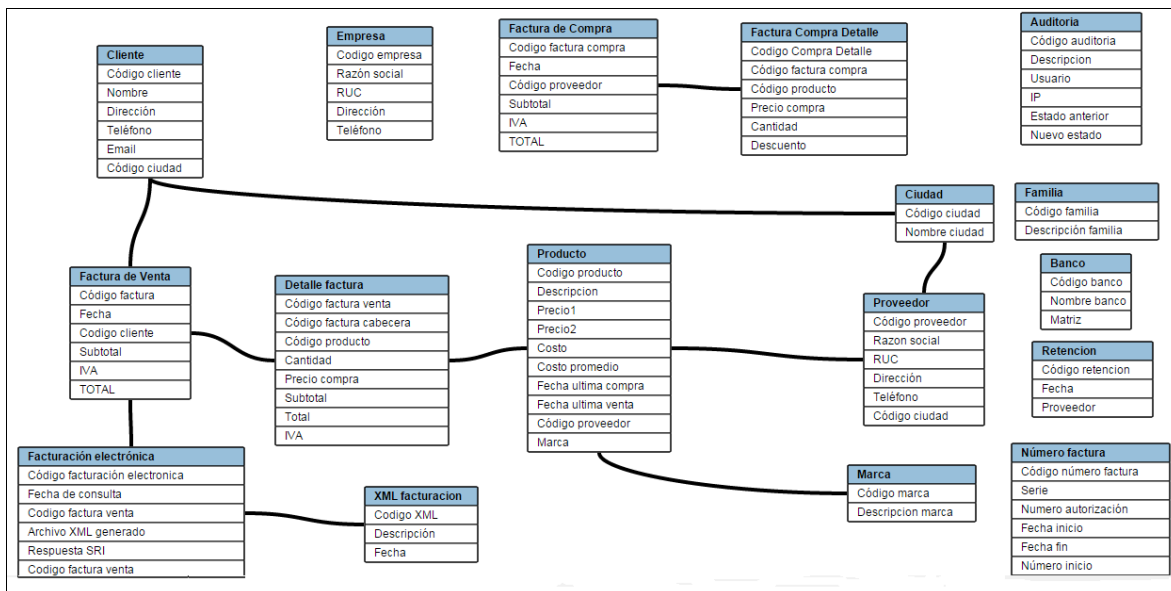 Cliente
Código cliente
Nombre
Dirección
Teléfono
Email
Código ciudad
Empresa
Codigo empresa
Razón social
RUC
Dirección
Teléfono
Factura de Compra
Codigo factura compra
Fecha
Código proveedor
Subtotal
IVA
TOTAL
Factura Compra Detalle
Codigo Compra Detalle
Código factura compra
Código producto
Precio compra
Cantidad
Descuento
Auditoria
Código auditoria
Descripcion
Usuario
IP
Estado anterior
Nuevo estado
Ciudad
Código ciudad
Nombre ciudad
Familia
Código familia
Descripción familia
Factura de Venta
Código factura
Fecha
Codigo cliente
Subtotal
IVA
TOTAL
Detalle factura
Código factura venta
Código factura cabecera
Código producto
Cantidad
Precio compra
Subtotal
Total
IVA
Producto
Codigo producto
Descripcion
Precio1
Precio2
Costo
Costo promedio
Fecha ultima compra
Fecha ultima venta
Código proveedor
Marca
Proveedor
Código proveedor
Razon social
RUC
Dirección
Teléfono
Código ciudad
Banco
Código banco
Nombre banco
Matriz
Retencion
Código retencion
Fecha
Proveedor
Facturación electrónica
Código facturación electronica
Fecha de consulta
Codigo factura venta
Archivo XML generado
Respuesta SRI
Codigo factura venta
XML facturacion
Codigo XML
Descripción
Fecha
Marca
Código marca
Descripcion marca
Número factura
Código número factura
Serie
Numero autorización
Fecha inicio
Fecha fin
Número inicio